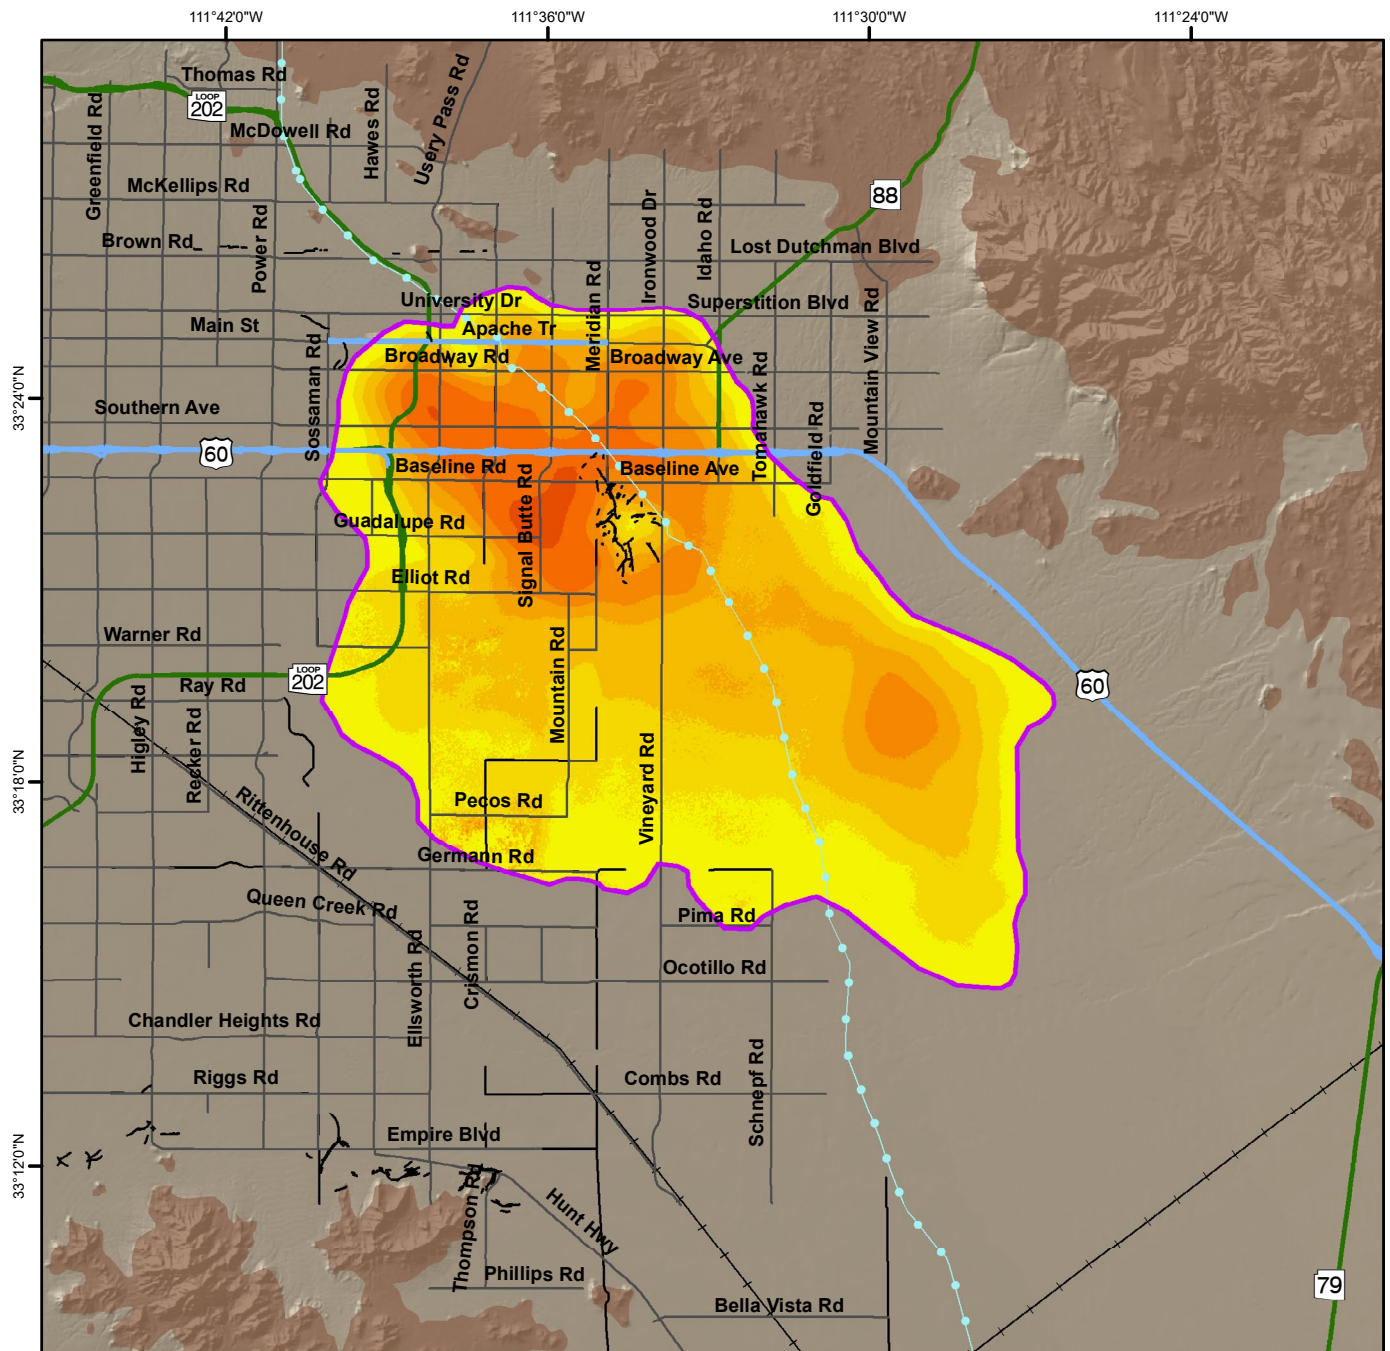 111°42'0"W
111°36'0"W
111°30'0"W
111°24'0"W
Thomas Rd
LOOP
202
McDowell Rd
Greenfield Rd
Hawes Rd
Usery Pass Rd
McKellips Rd
88
Brown Rd
Power Rd
Ironwood Dr
Idaho Rd
Lost Dutchman Blvd
Meridian Rd
University Dr
Superstition Blvd
Main St
Apache Tr
Mountain View Rd
Sossaman Rd
Broadway Rd
Broadway Ave
Tomahawk Rd
33°24'0"N
Southern Ave
60
Baseline Rd
Baseline Ave
Goldfield Rd
Signal Butte Rd
Guadalupe Rd
Elliot Rd
Warner Rd
Mountain Rd
LOOP
202
Ray Rd
60
Higley Rd
Recker Rd
33°18'0"N
Vineyard Rd
Pecos Rd
Rittenhouse Rd
Germann Rd
Queen Creek Rd
Pima Rd
Ellsworth Rd
Crismon Rd
Ocotillo Rd
Chandler Heights Rd
Riggs Rd
Combs Rd
Schnepf Rd
Empire Blvd
33°12'0"N
Thompson Rd
Hunt Hwy
Phillips Rd
79
Bella Vista Rd